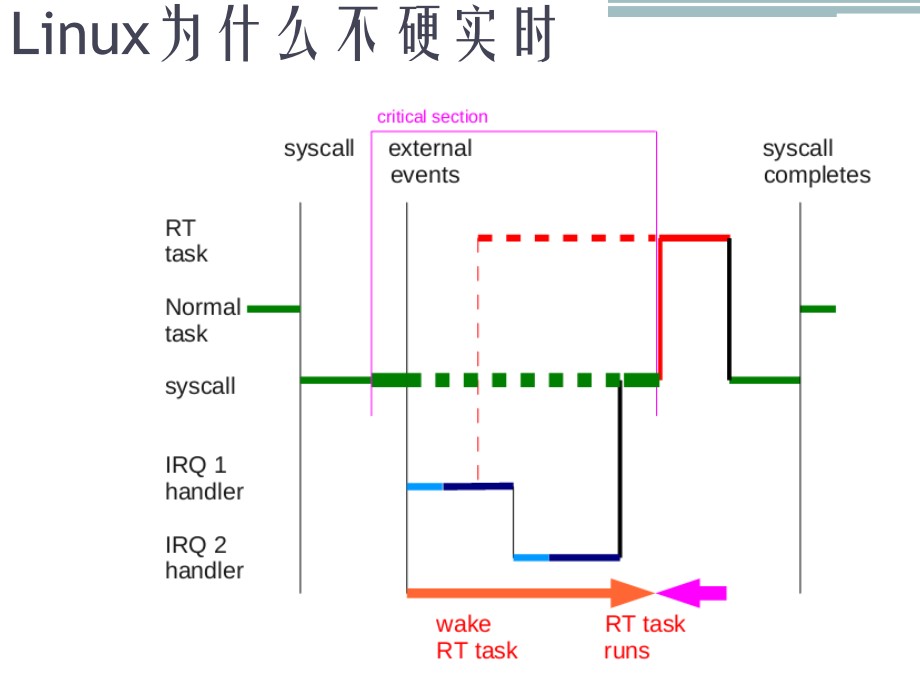 Linux为什么不硬实时
critical section
syscall
external
events
syscall
completes
RT
task
Normal
task
syscall
IRQ 1
handler
IRQ 2
handler
wake
RT task
RT task
runs